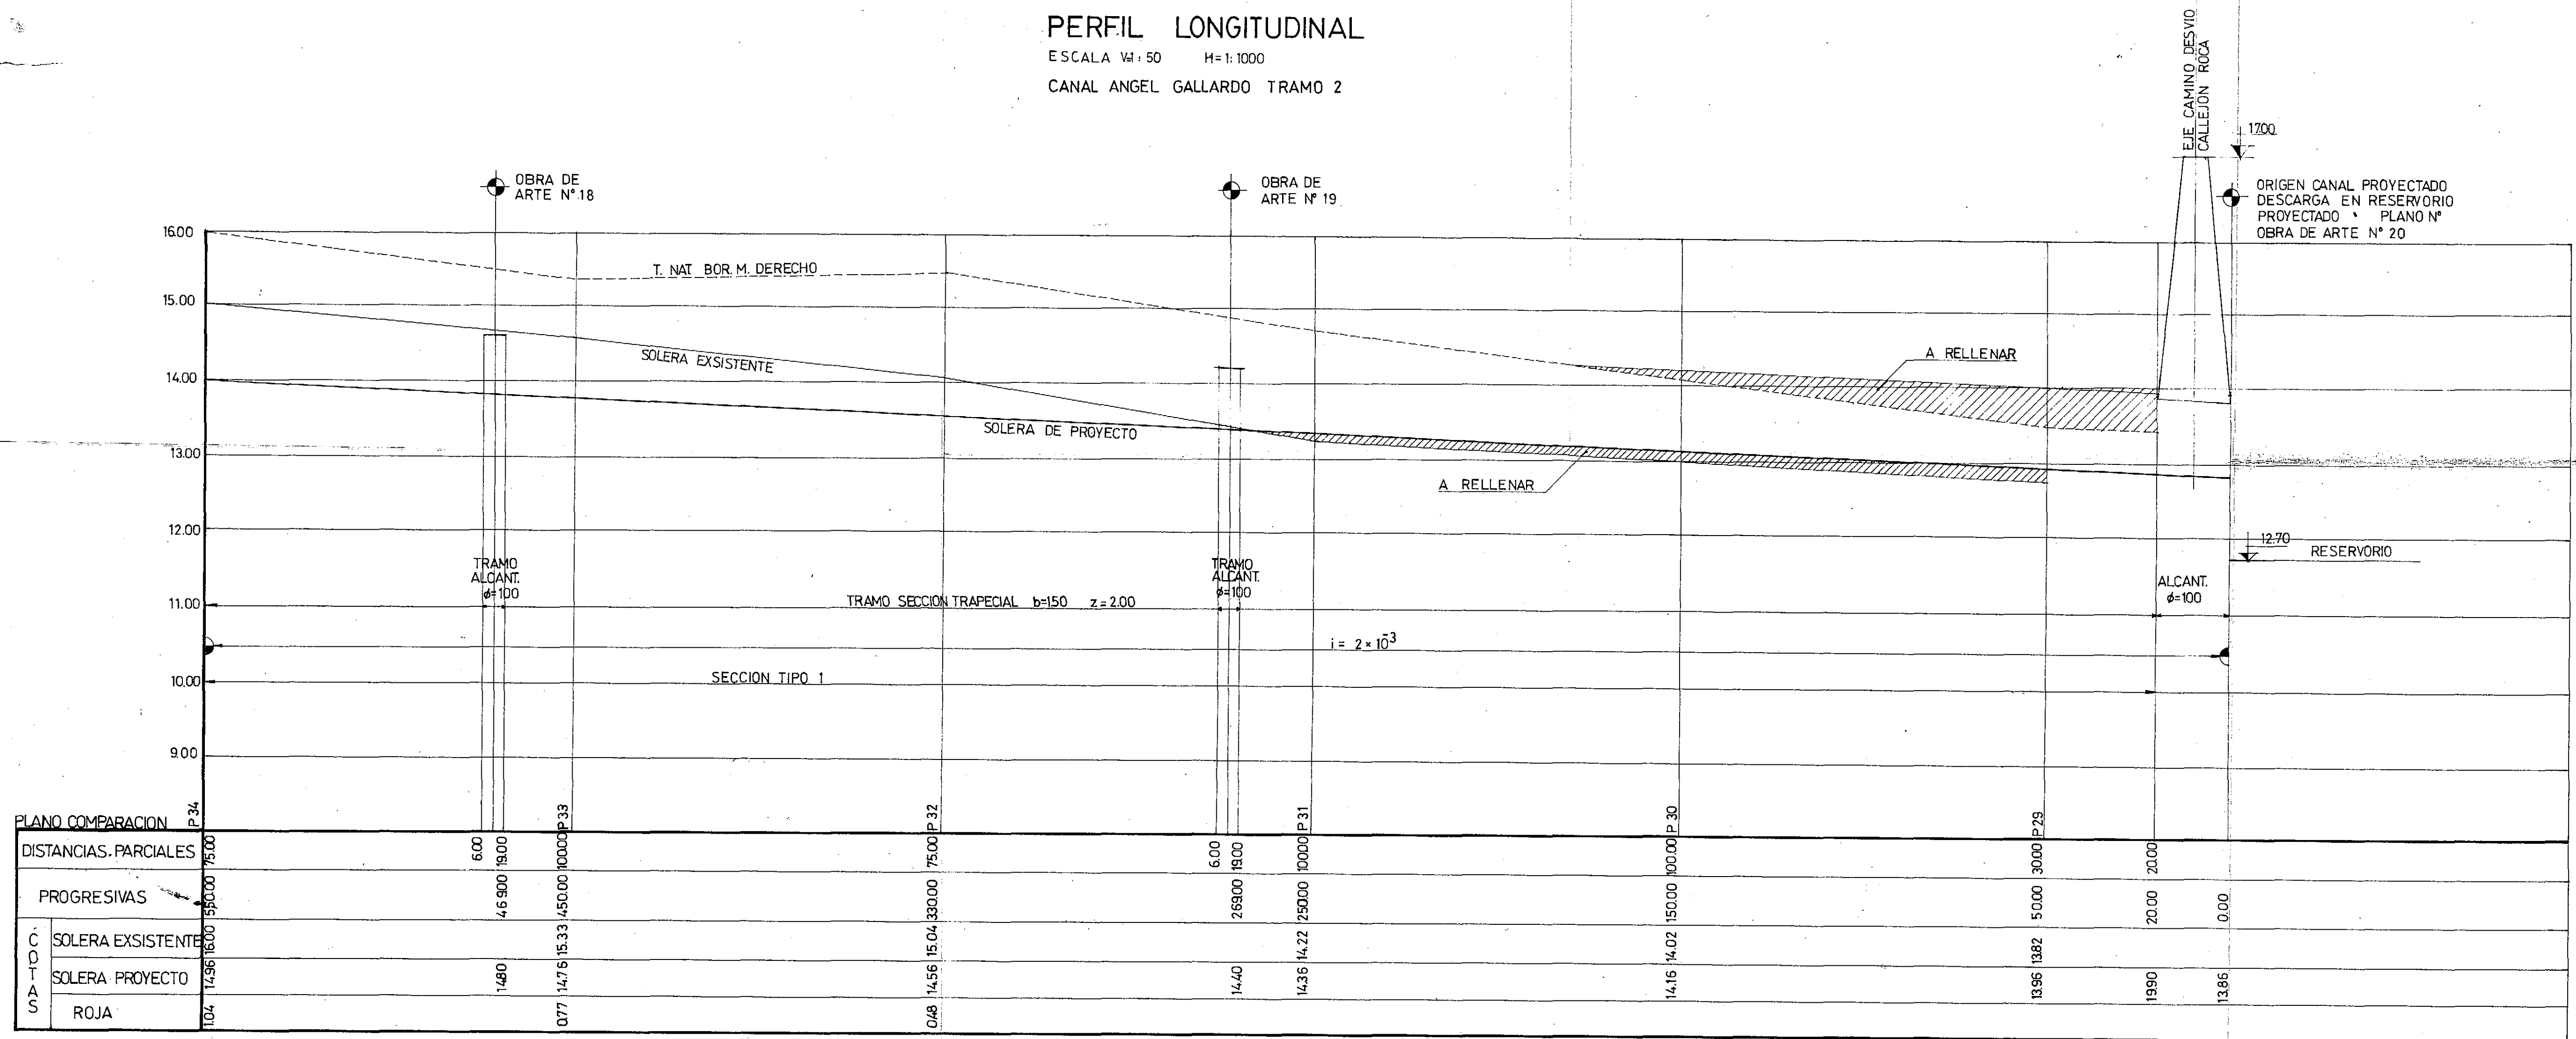 PERFIL LONGITUDINAL
ESCALA V=1:50 H=1:1000
CANAL ANGEL GALLARDO TRAMO 2
EJE CAMINO DESVIO
CALLEJON ROCA
17.00
OBRA DE
ARTE Nº 18
OBRA DE
ARTE Nº 19
ORIGEN CANAL PROYECTADO
DESCARGA EN RESERVORIO
PROYECTADO PLANO Nº
OBRA DE ARTE Nº 20
16.00
T. NAT BOR. M. DERECHO
15.00
SOLERA EXSISTENTE
A RELLENAR
14.00
SOLERA DE PROYECTO
13.00
A RELLENAR
12.00
12.70
RESERVORIO
TRAMO
ALCANT.
ø=100
TRAMO
ALCANT.
ø=100
ALCANT.
ø=100
11.00
TRAMO SECCION TRAPECIAL b=1.50 z=2.00
i = 2×10⁻³
10.00
SECCION TIPO 1
9.00
PLANO COMPARACION P 34 P 33 P 32 P 31 P 30 P 29
DISTANCIAS PARCIALES 75.00 6.00 19.00 100.00 75.00 6.00 19.00 100.00 100.00 30.00 20.00
PROGRESIVAS 550.00 469.00 450.00 330.00 269.00 250.00 150.00 50.00 20.00 0.00
COTAS
SOLERA EXSISTENTE 16.00 115.33 15.04 14.22 14.02 13.82
SOLERA PROYECTO 14.96 14.80 14.76 14.56 14.40 14.36 14.16 13.96 19.90 13.86
ROJA 1.04 0.77 0.48